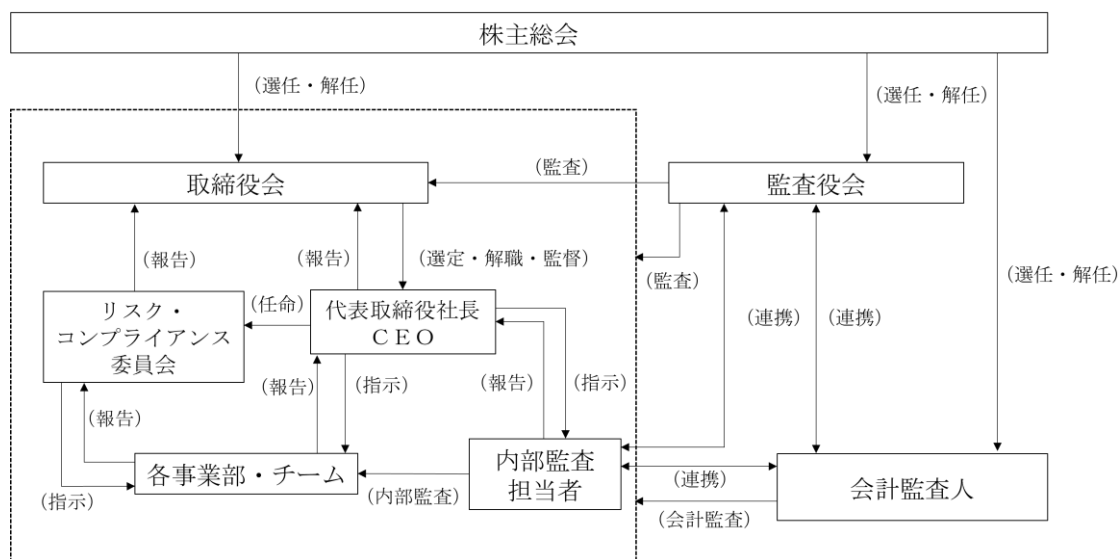 株主総会
(選任・解任)
(選任・解任)
取締役会
(監査)
監査役会
(報告)
(報告)
(選定・解職・監督)
(監査)
(選任・解任)
リスク・
コンプライアンス
委員会
(任命)
代表取締役社長
CEO
(連携)
(連携)
(報告)
(報告)
(指示)
(報告)
(指示)
各事業部・チーム
内部監査
担当者
会計監査人
(指示)
(内部監査)
(連携)
(会計監査)